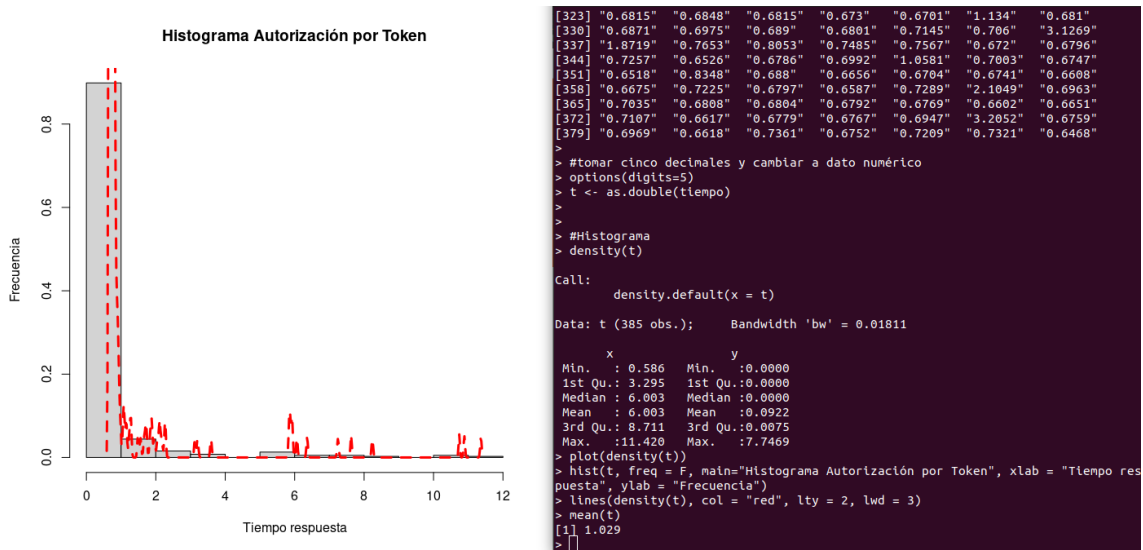 Histograma Autorización por Token
Frecuencia
0.8
0.6
0.4
0.2
0.0
0 2 4 6 8 10 12
Tiempo respuesta
[323] "0.6815" "0.6848" "0.6815" "0.673" "0.6701" "1.134" "0.681"
[330] "0.6871" "0.6975" "0.689" "0.6801" "0.7145" "0.706" "3.1269"
[337] "1.8719" "0.7653" "0.8053" "0.7485" "0.7567" "0.672" "0.6796"
[344] "0.7257" "0.6526" "0.6786" "0.6992" "1.0581" "0.7003" "0.6747"
[351] "0.6518" "0.8348" "0.688" "0.6656" "0.6704" "0.6741" "0.6608"
[358] "0.6675" "0.7225" "0.6797" "0.6587" "0.7289" "2.1049" "0.6963"
[365] "0.7035" "0.6808" "0.6804" "0.6792" "0.6769" "0.6602" "0.6651"
[372] "0.7107" "0.6617" "0.6779" "0.6767" "0.6947" "3.2052" "0.6759"
[379] "0.6969" "0.6618" "0.7361" "0.6752" "0.7209" "0.7321" "0.6468"
>
> #tomar cinco decimales y cambiar a dato numérico
> options(digits=5)
> t <- as.double(tiempo)
>
>
> #Histograma
> density(t)
Call:
density.default(x = t)
Data: t (385 obs.); Bandwidth 'bw' = 0.01811
x y
Min. : 0.586 Min. :0.0000
1st Qu.: 3.295 1st Qu.:0.0000
Median : 6.003 Median :0.0000
Mean : 6.003 Mean :0.0922
3rd Qu.: 8.711 3rd Qu.:0.0075
Max. :11.420 Max. :7.7469
> plot(density(t))
> hist(t, freq = F, main="Histograma Autorización por Token", xlab = "Tiempo res
puesta", ylab = "Frecuencia")
> lines(density(t), col = "red", lty = 2, lwd = 3)
> mean(t)
[1] 1.029
>